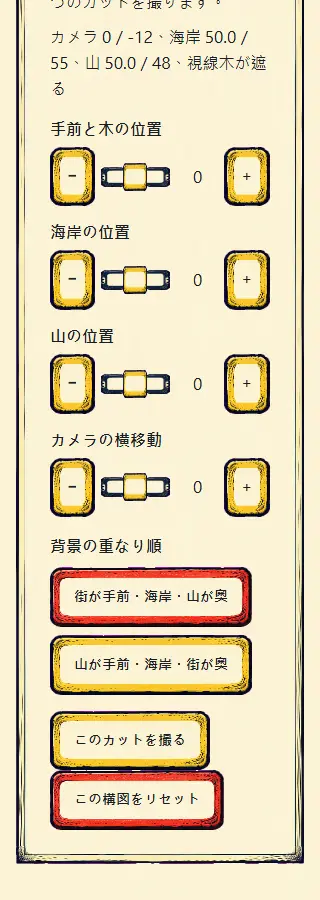 つのカットを撮ります。
カメラ 0 / -12、海岸 50.0 /
55、山 50.0 / 48、視線木が遮
る
手前と木の位置
- 0 +
海岸の位置
- 0 +
山の位置
- 0 +
カメラの横移動
- 0 +
背景の重なり順
街が手前・海岸・山が奥
山が手前・海岸・街が奥
このカットを撮る
この構図をリセット